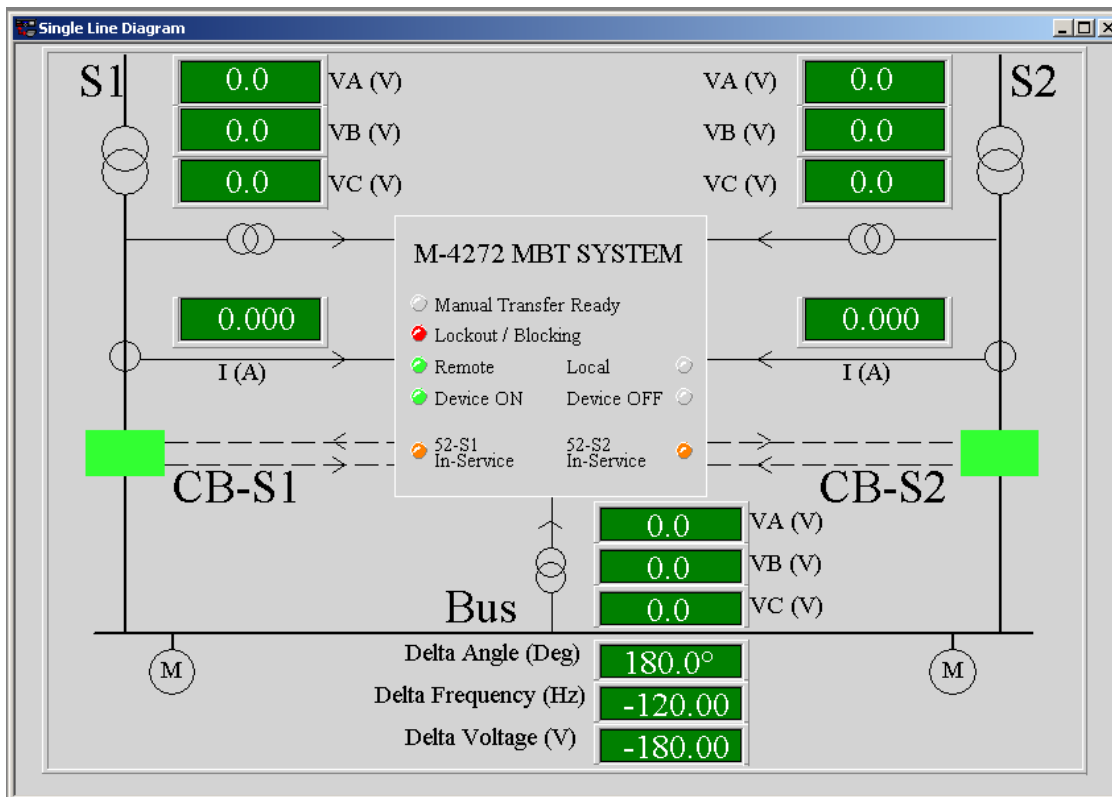 Single Line Diagram
S1 0.0 VA (V) VA (V) 0.0 S2
0.0 VB (V) VB (V) 0.0
0.0 VC (V) VC (V) 0.0
M-4272 MBT SYSTEM
Manual Transfer Ready
0.000 0.000
Lockout / Blocking
I (A) Remote Local I (A)
Device ON Device OFF
52-S1 52-S2
In-Service In-Service
CB-S1 CB-S2
0.0 VA (V)
0.0 VB (V)
Bus 0.0 VC (V)
Delta Angle (Deg) 180.0°
M M
Delta Frequency (Hz) -120.00
Delta Voltage (V) -180.00